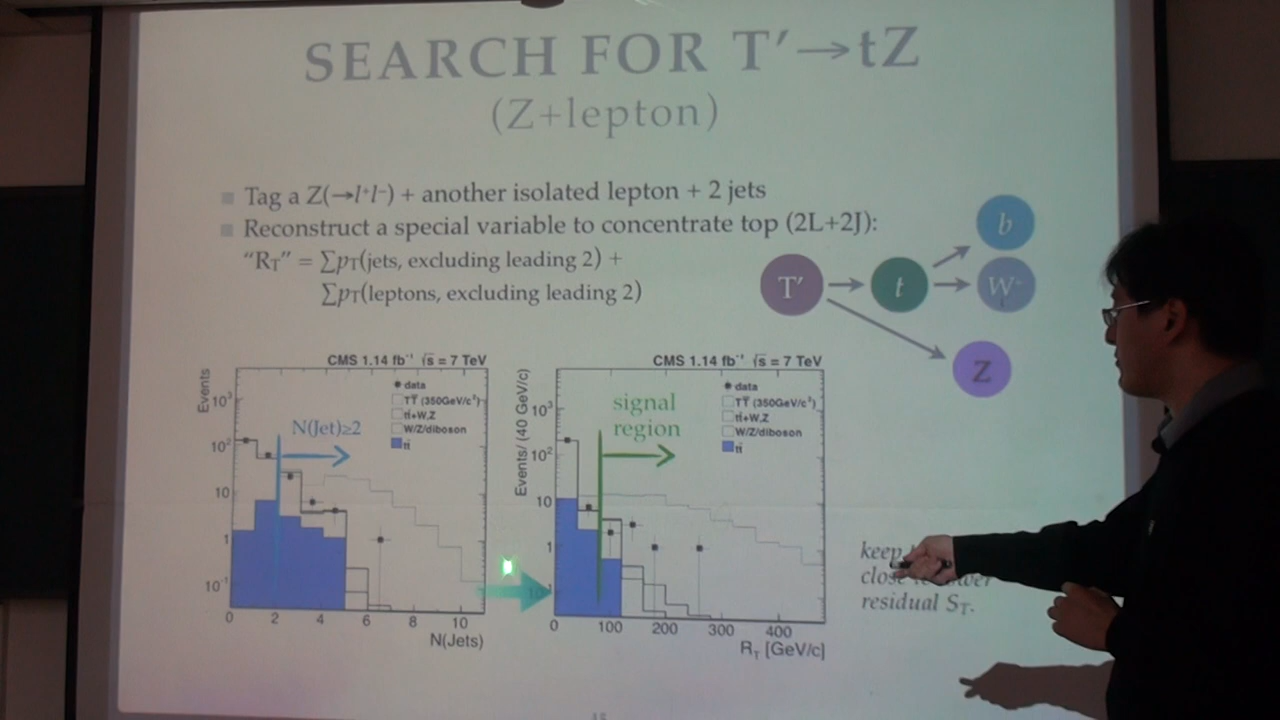 SEARCH FOR T′→tZ
(Z+lepton)
■ Tag a Z(→l⁺l⁻) + another isolated lepton + 2 jets
■ Reconstruct a special variable to concentrate top (2L+2J):
“R_T” = ∑p_T(jets, excluding leading 2) +
∑p_T(leptons, excluding leading 2)
T′
t
b
W⁺
Z
CMS 1.14 fb⁻¹ √s = 7 TeV
Events
10³
10²
10
1
10⁻¹
N(Jet)≥2
data
TT̅ (350GeV/c²)
tt̅+W,Z
W/Z/diboson
tt̅
0 2 4 6 8 10
N(Jets)
CMS 1.14 fb⁻¹ √s = 7 TeV
Events/ (40 GeV/c)
10³
10²
10
1
signal
region
data
TT̅ (350GeV/c²)
tt̅+W,Z
W/Z/diboson
tt̅
0 100 200 300 400
R_T [GeV/c]
keep
residual S_T.